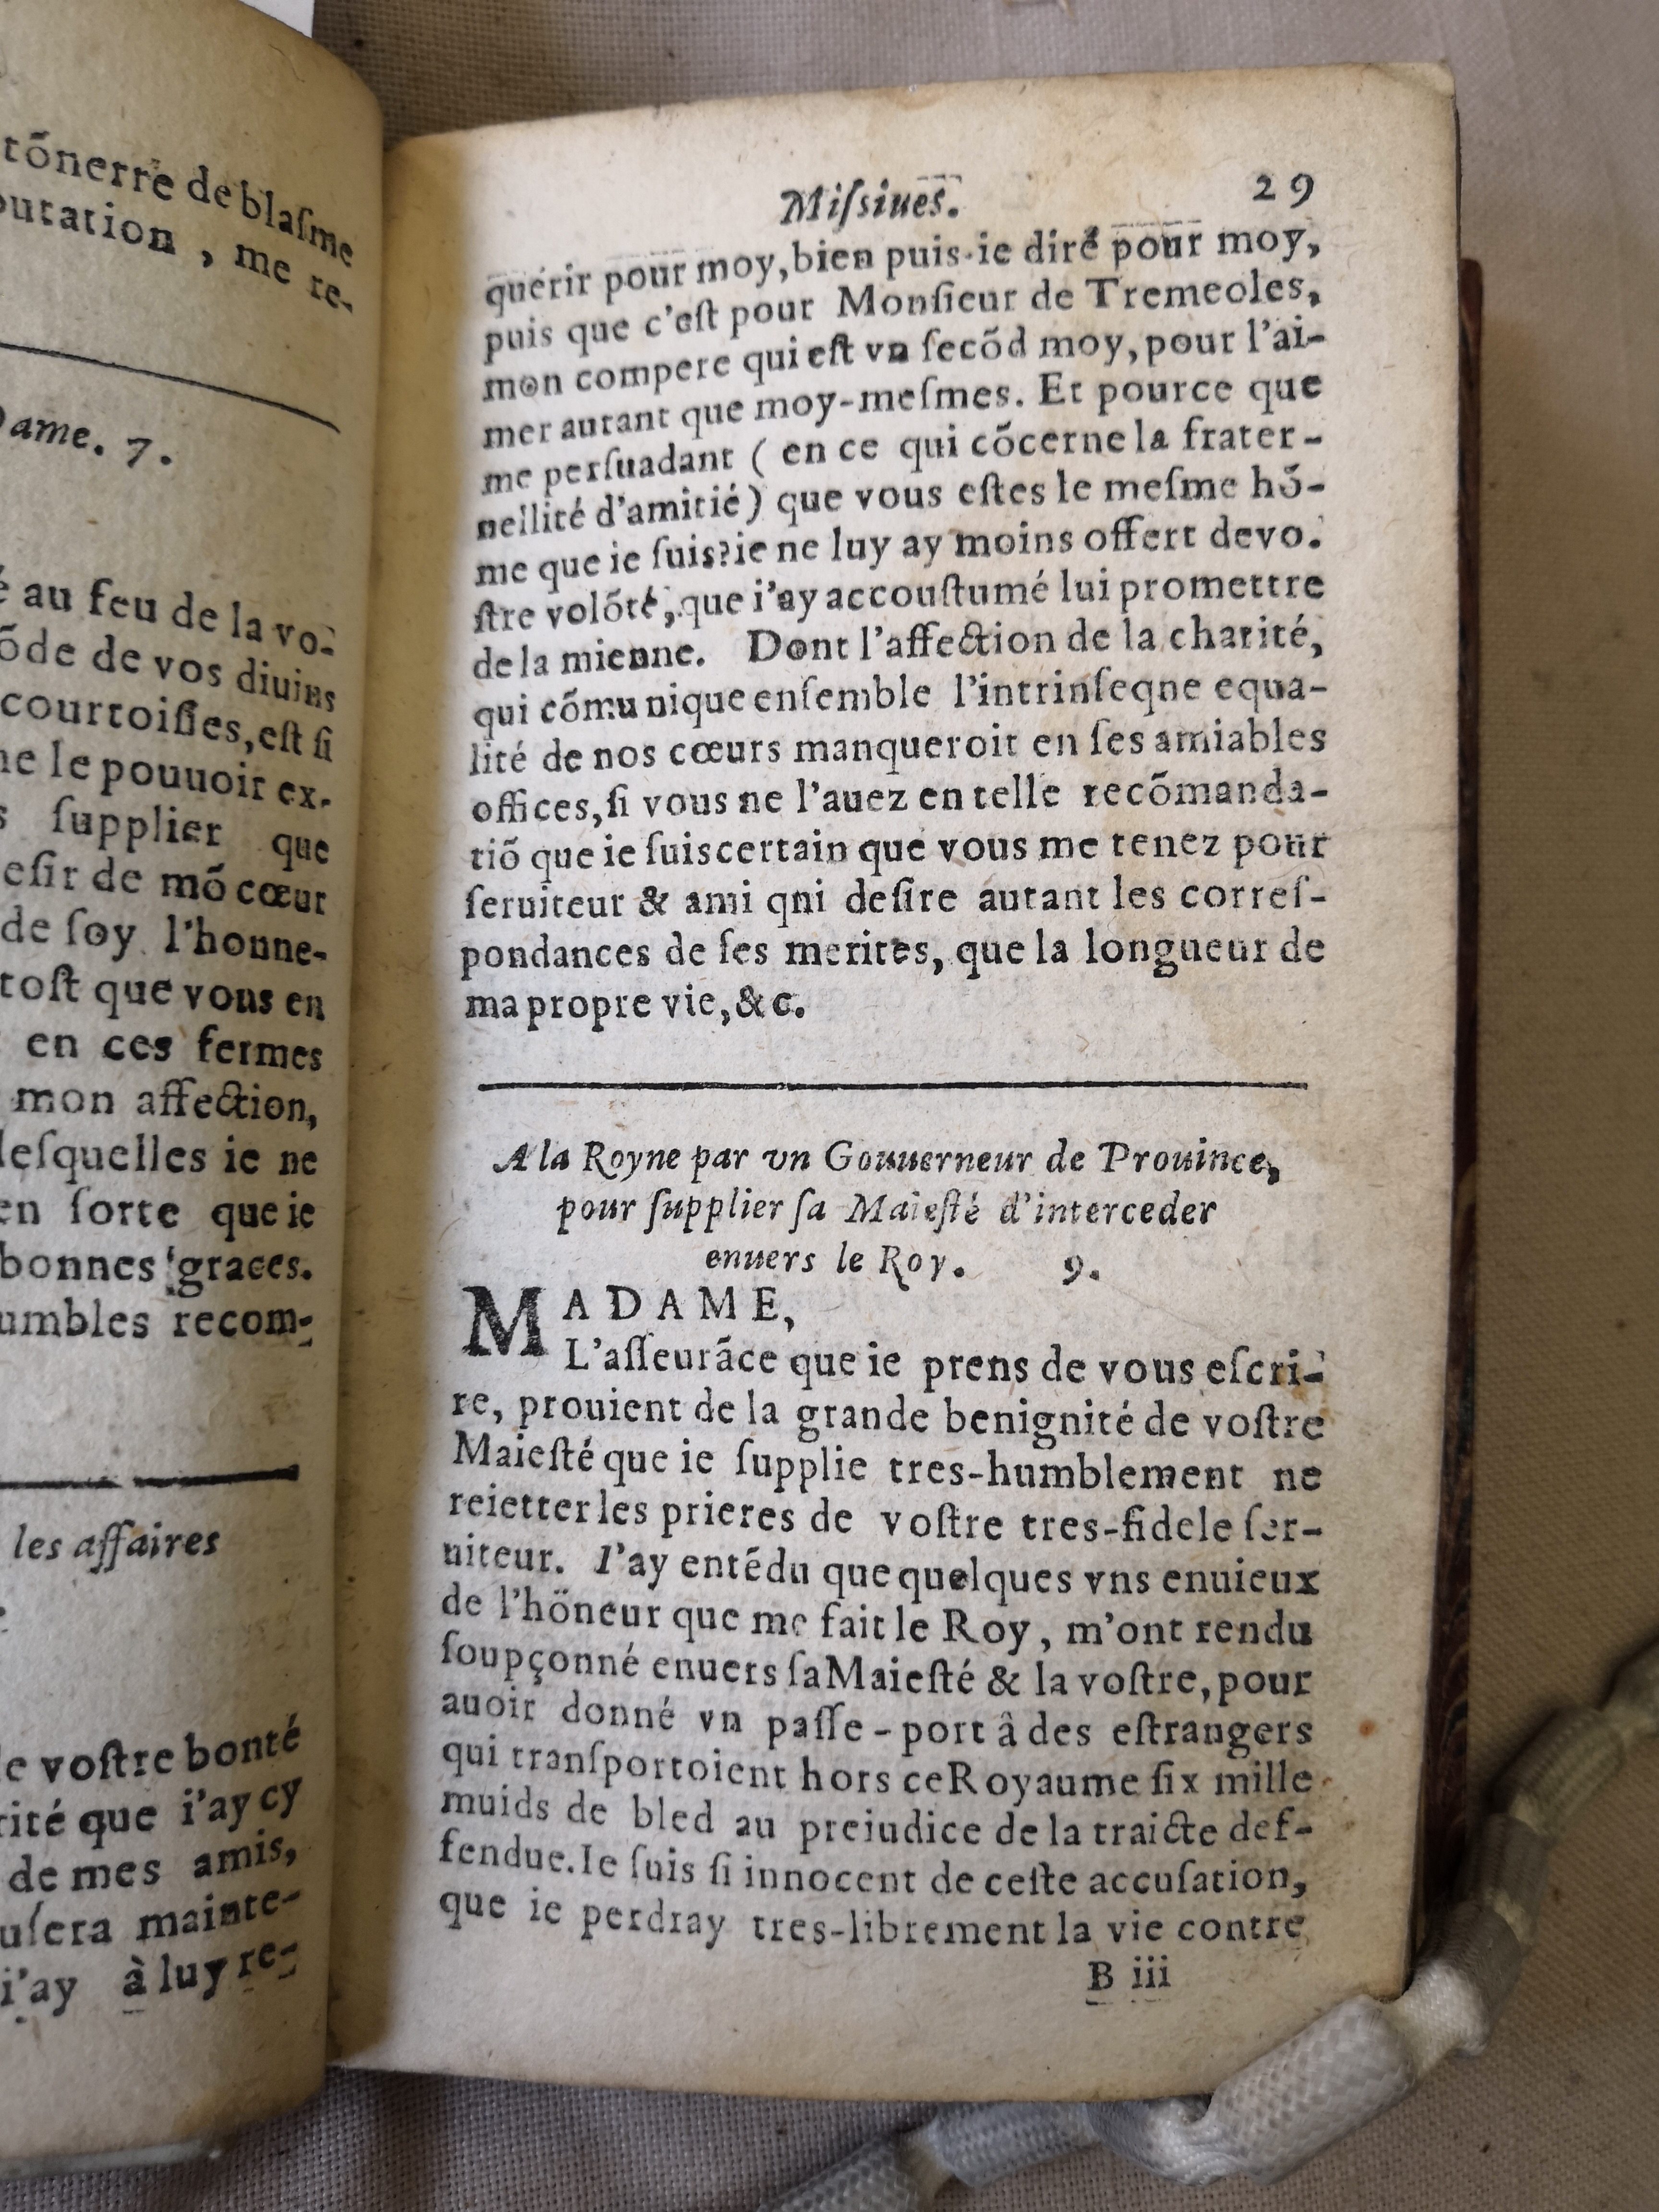 tõnerre de blaſme
putation, me re-
Dame. 7.
é au feu de la vo-
õde de vos diuins
courtoiſies, eſt ſi
ne le pouuoir ex-
s ſupplier que
eſir de mõ cœur
de ſoy l'honne-
toſt que vous en
en ces fermes
mon affection,
leſquelles ie ne
en ſorte que ie
bonnes graces.
umbles recom-
les affaires
le voſtre bonté
rité que i'ay cy
de mes amis,
uſera mainte-
i'ay à luy re-
Miſsiues. 29
querir pour moy, bien puis-ie dire pour moy,
puis que c'eſt pour Monſieur de Tremeoles,
mon compere qui eſt vn ſecõd moy, pour l'ai-
mer autant que moy-meſmes. Et pource que
me perſuadant ( en ce qui cõcerne la frater-
nellité d'amitié) que vous eſtes le meſme hõ-
me que ie ſuis? ie ne luy ay moins offert de vo.
ſtre volõté, que i'ay accouſtumé lui promettre
de la mienne. Dont l'affection de la charité,
qui cõmunique enſemble l'intrinſeqne equa-
lité de nos cœurs manqueroit en ſes amiables
offices, ſi vous ne l'auez en telle recõmanda-
tiõ que ie ſuis certain que vous me tenez pour
ſeruiteur & ami qni deſire autant les correſ-
pondances de ſes merites, que la longueur de
ma propre vie, &c.
A la Royne par vn Gouuerneur de Prouince,
pour ſupplier ſa Maieſté d'interceder
enuers le Roy. 9.
MADAME,
L'aſſeurãce que ie prens de vous eſcri-
re, prouient de la grande benignité de voſtre
Maieſté que ie ſupplie tres-humblement ne
reietter les prieres de voſtre tres-fidele ſer-
uiteur. I'ay entẽdu que quelques vns enuieux
de l'höneur que me fait le Roy, m'ont rendu
ſoupçonné enuers ſa Maieſté & la voſtre, pour
auoir donné vn paſſe-port â des eſtrangers
qui tranſportoient hors ce Royaume ſix mille
muids de bled au preiudice de la traicte def-
fendue. Ie ſuis ſi innocent de ceſte accuſation,
que ie perdray tres-librement la vie contre
B iii